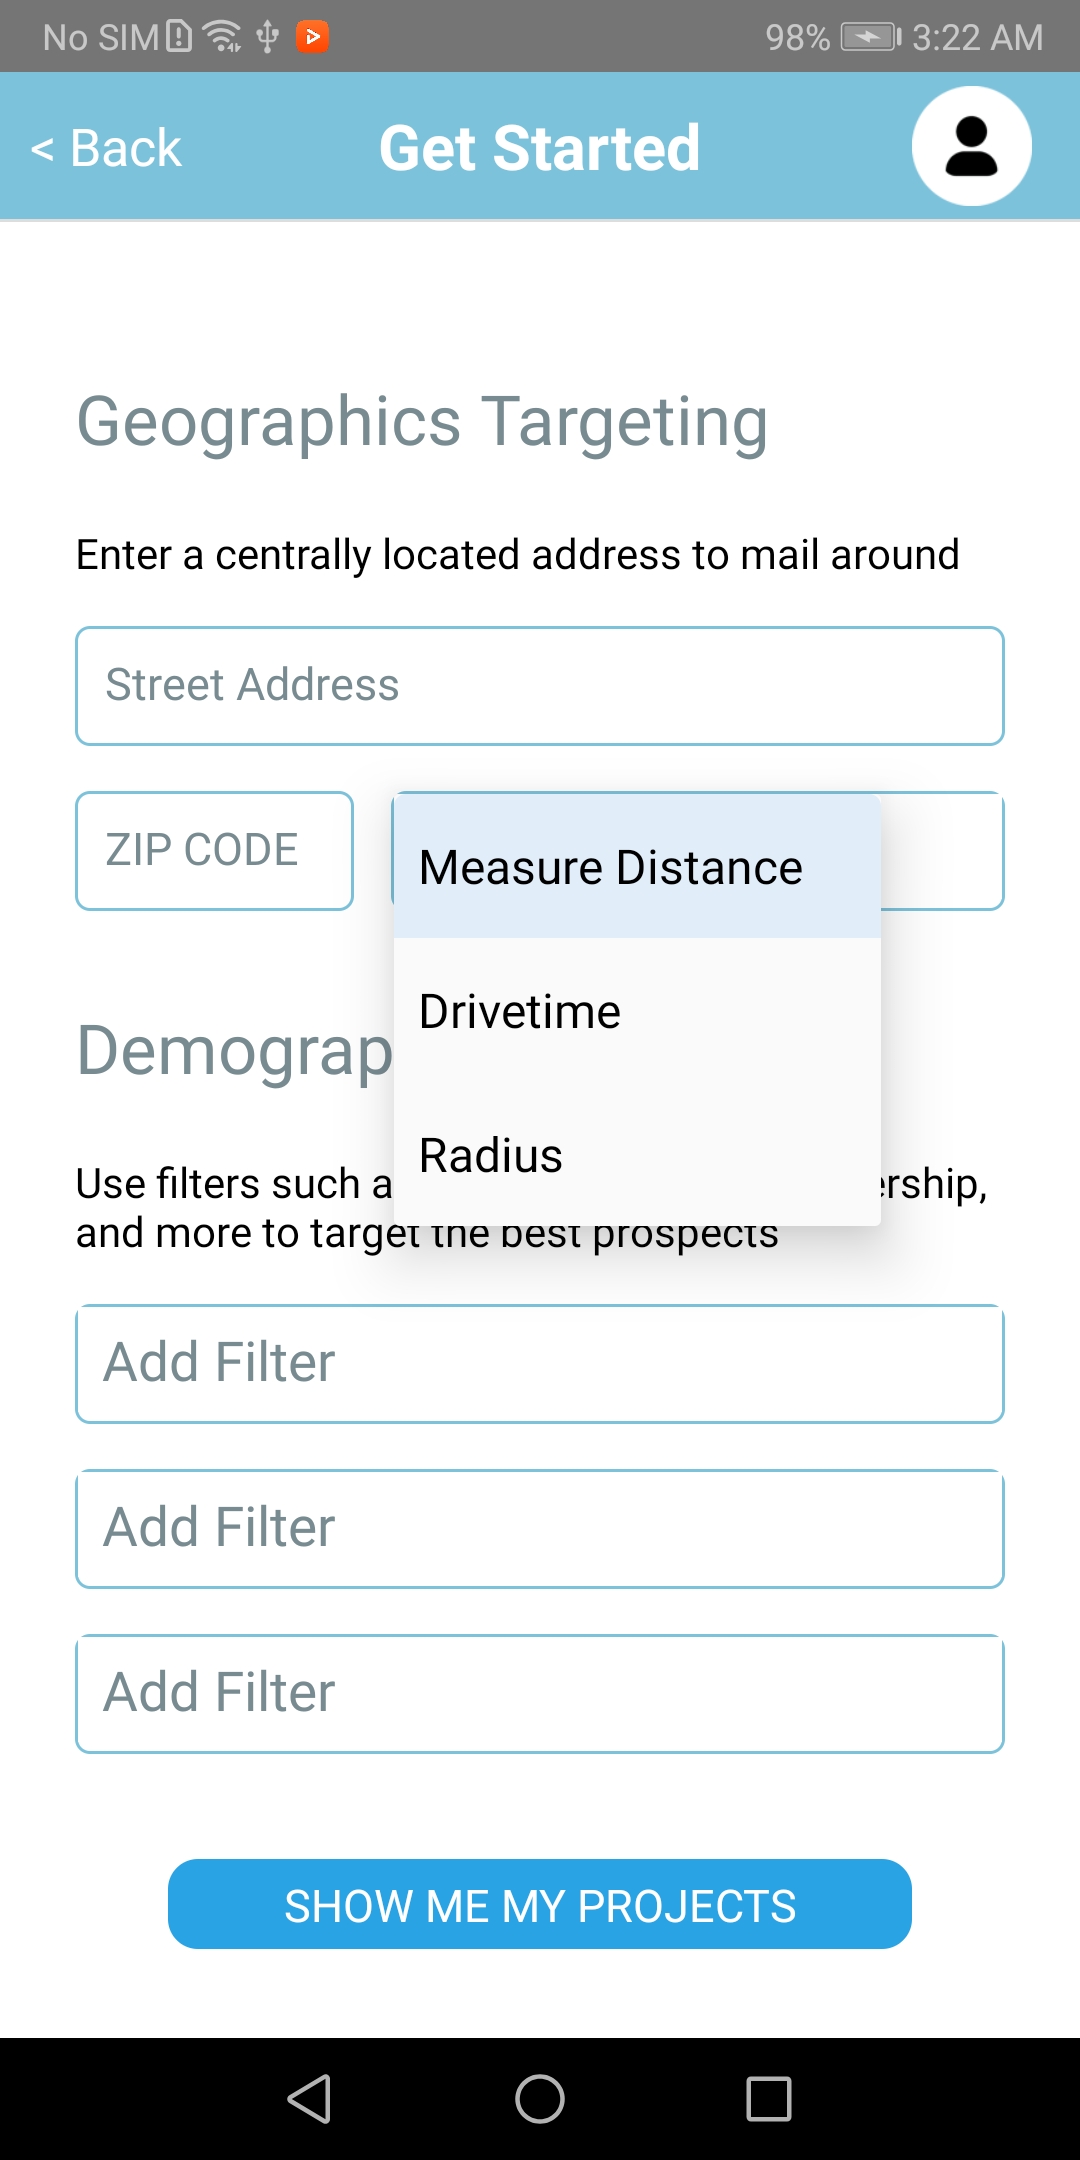 No SIM 98% 3:22 AM
< Back Get Started
Geographics Targeting
Enter a centrally located address to mail around
Street Address
ZIP CODE
Measure Distance
Drivetime
Radius
Demograp
Use filters such a ership,
and more to target the best prospects
Add Filter
Add Filter
Add Filter
SHOW ME MY PROJECTS